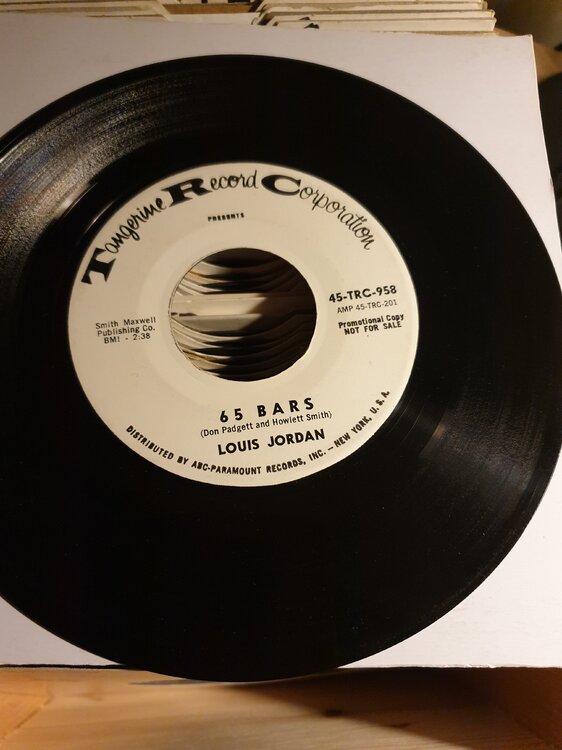 Tangerine Record Corporation
PRESENTS
45-TRC-958
AMP 45-TRC-201
Promotional Copy
NOT FOR SALE
Smith Maxwell
Publishing Co.
BMI - 2:38
65 BARS
(Don Padgett and Howlett Smith)
LOUIS JORDAN
DISTRIBUTED BY ABC-PARAMOUNT RECORDS, INC. - NEW YORK, U.S.A.